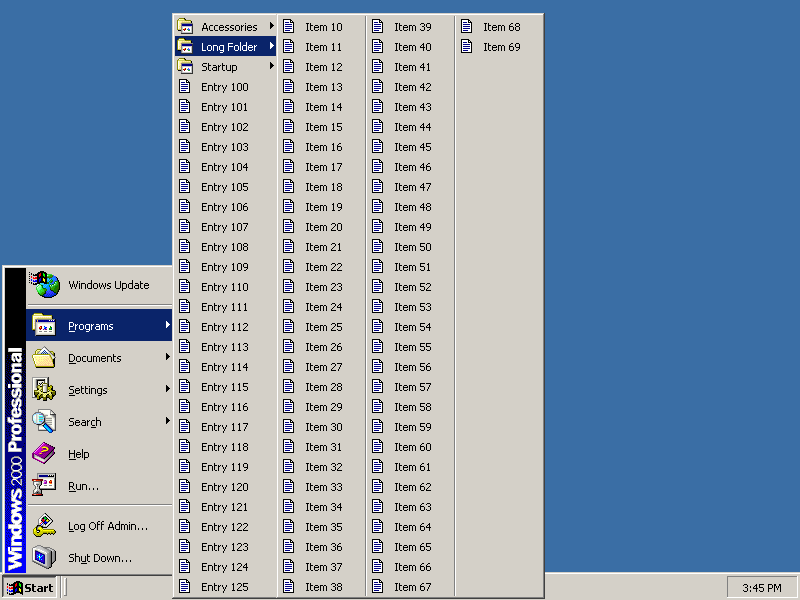 Accessories
Long Folder
Startup
Entry 100
Entry 101
Entry 102
Entry 103
Entry 104
Entry 105
Entry 106
Entry 107
Entry 108
Entry 109
Entry 110
Entry 111
Entry 112
Entry 113
Entry 114
Entry 115
Entry 116
Entry 117
Entry 118
Entry 119
Entry 120
Entry 121
Entry 122
Entry 123
Entry 124
Entry 125
Item 10
Item 11
Item 12
Item 13
Item 14
Item 15
Item 16
Item 17
Item 18
Item 19
Item 20
Item 21
Item 22
Item 23
Item 24
Item 25
Item 26
Item 27
Item 28
Item 29
Item 30
Item 31
Item 32
Item 33
Item 34
Item 35
Item 36
Item 37
Item 38
Item 39
Item 40
Item 41
Item 42
Item 43
Item 44
Item 45
Item 46
Item 47
Item 48
Item 49
Item 50
Item 51
Item 52
Item 53
Item 54
Item 55
Item 56
Item 57
Item 58
Item 59
Item 60
Item 61
Item 62
Item 63
Item 64
Item 65
Item 66
Item 67
Item 68
Item 69
Windows Update
Programs
Documents
Settings
Search
Help
Run...
Log Off Admin...
Shut Down...
Windows 2000 Professional
Start
3:45 PM